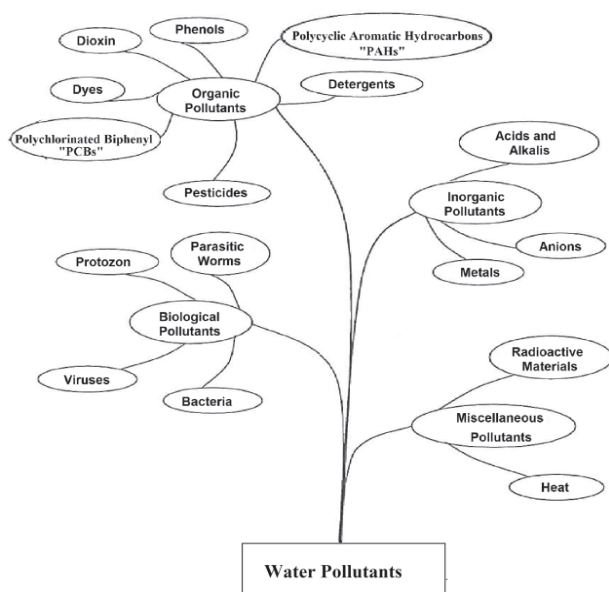 Phenols
Polycyclic Aromatic Hydrocarbons
"PAHs"
Dioxin
Detergents
Dyes
Organic
Pollutants
Polychlorinated Biphenyl
"PCBs"
Pesticides
Acids and
Alkalis
Inorganic
Pollutants
Anions
Metals
Parasitic
Worms
Protozon
Biological
Pollutants
Viruses
Bacteria
Radioactive
Materials
Miscellaneous
Pollutants
Heat
Water Pollutants